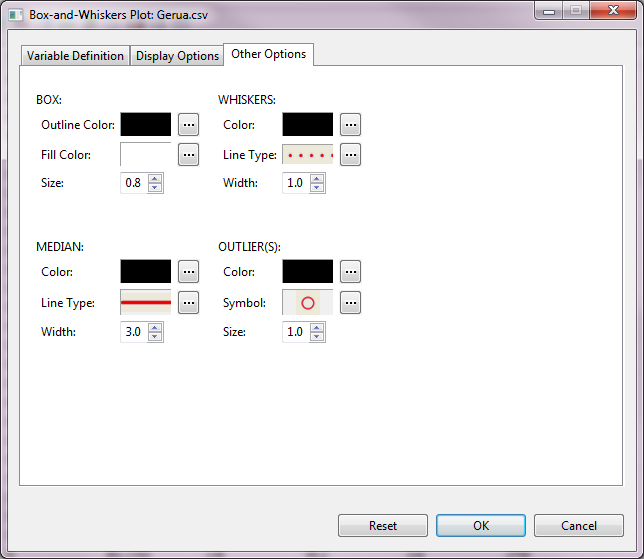 Box-and-Whiskers Plot: Gerua.csv
Variable Definition Display Options Other Options
BOX: WHISKERS:
Outline Color: ... Color: ...
Fill Color: ... Line Type: ...
Size: 0.8 Width: 1.0
MEDIAN: OUTLIER(S):
Color: ... Color: ...
Line Type: ... Symbol: ...
Width: 3.0 Size: 1.0
Reset OK Cancel